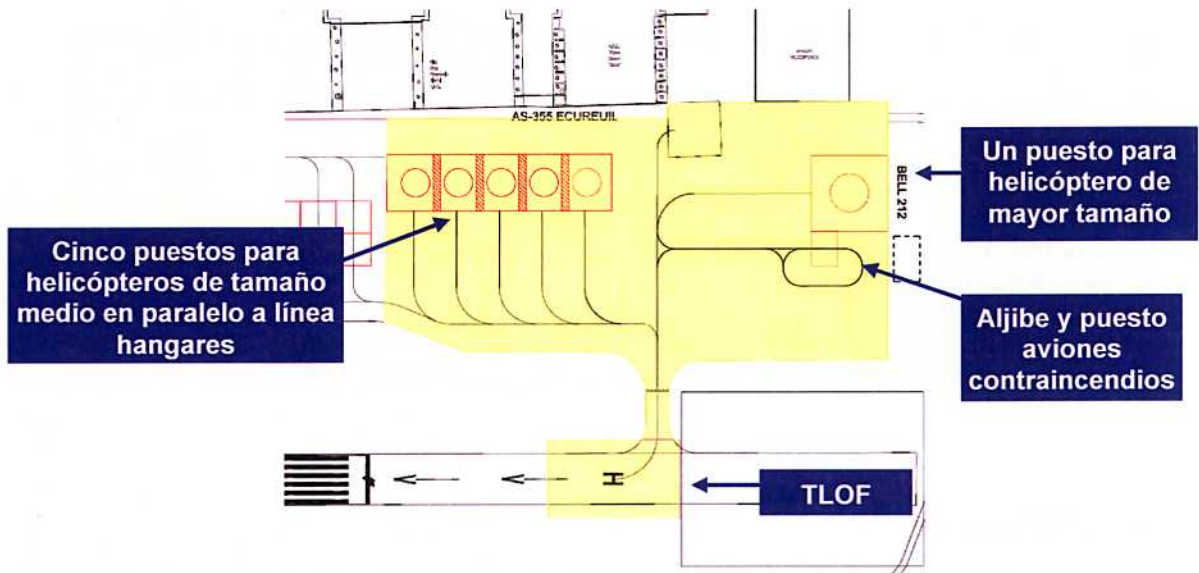 AS-355 ECUREUIL
Un puesto para
helicóptero de
mayor tamaño
BELL 212
Cinco puestos para
helicópteros de tamaño
medio en paralelo a línea
hangares
Aljibe y puesto
aviones
contraincendios
H
TLOF